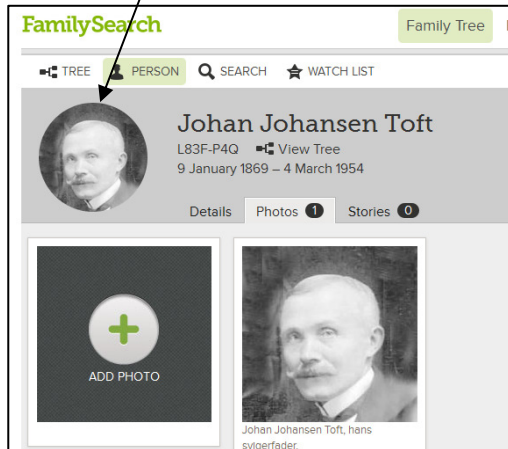 FamilySearch
Family Tree
TREE PERSON SEARCH WATCH LIST
Johan Johansen Toft
L83F-P4Q View Tree
9 January 1869 – 4 March 1954
Details Photos 1 Stories 0
ADD PHOTO
Johan Johansen Toft, hans
svigerfader.